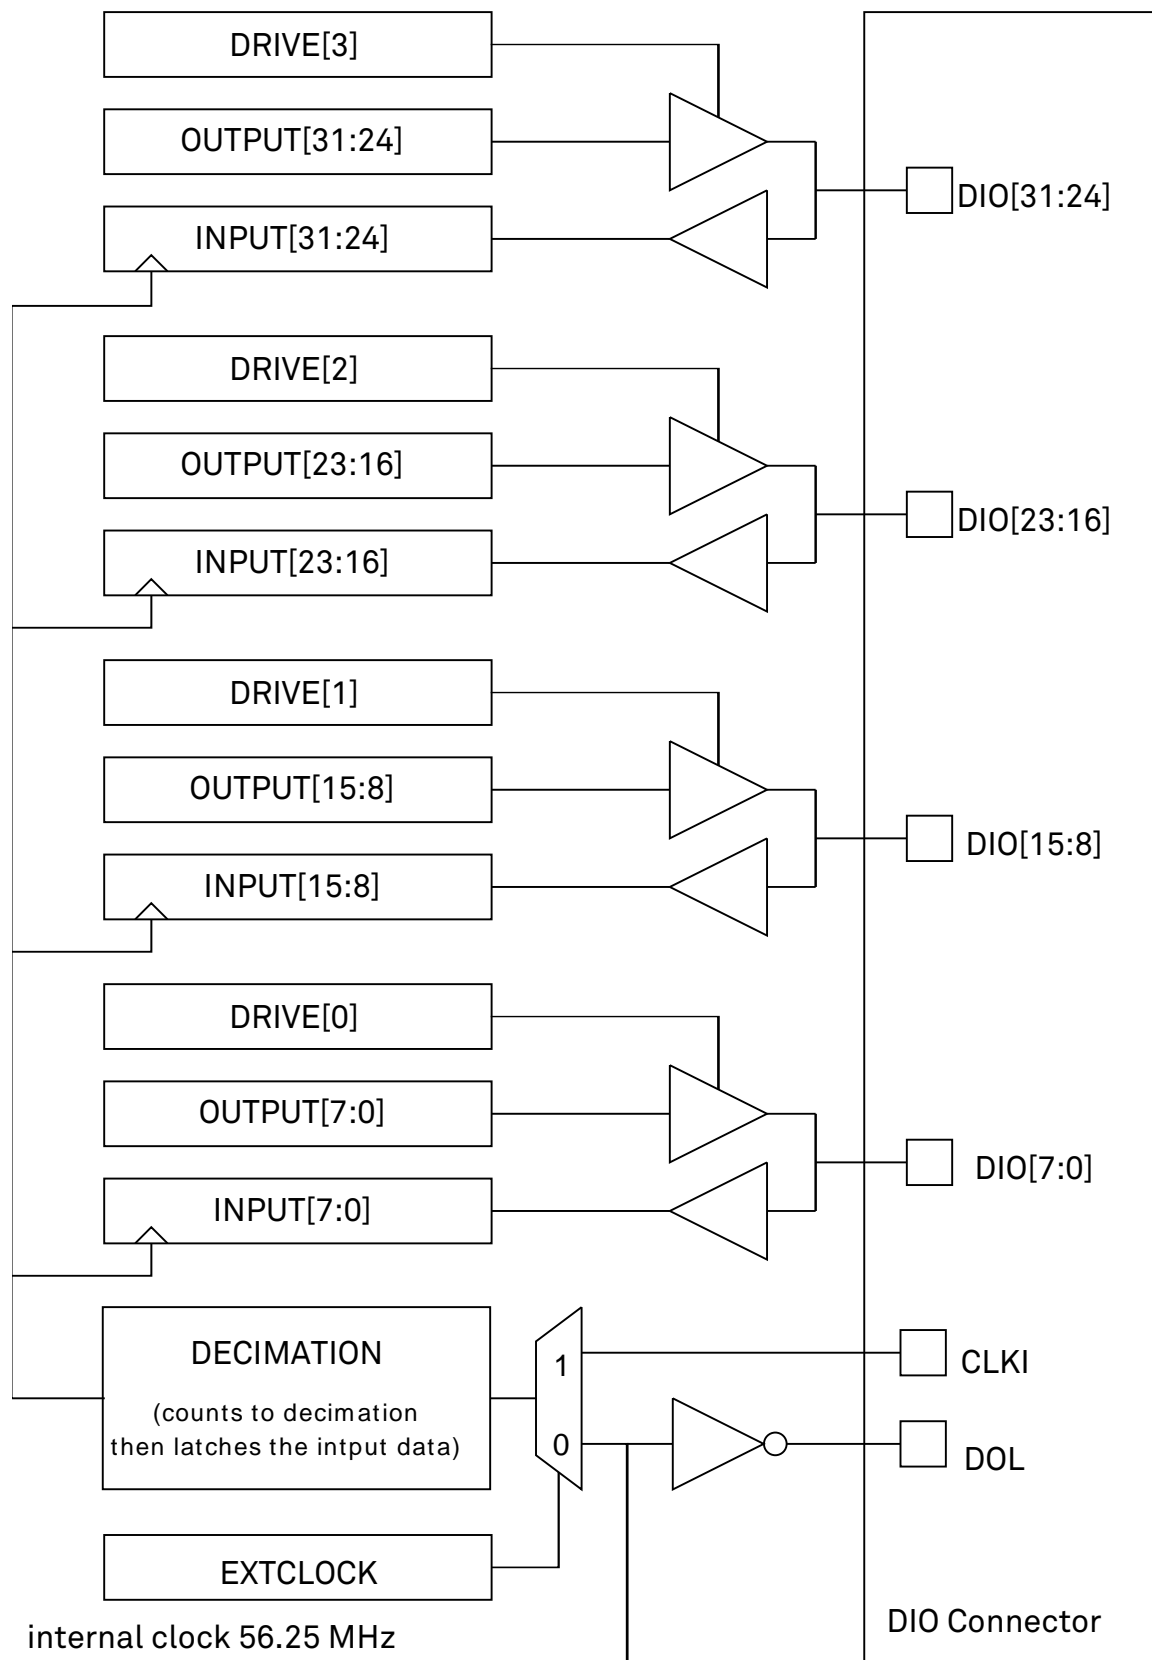 DRIVE[3]
OUTPUT[31:24]
INPUT[31:24]
DIO[31:24]
DRIVE[2]
OUTPUT[23:16]
INPUT[23:16]
DIO[23:16]
DRIVE[1]
OUTPUT[15:8]
INPUT[15:8]
DIO[15:8]
DRIVE[0]
OUTPUT[7:0]
INPUT[7:0]
DIO[7:0]
DECIMATION
(counts to decimation
then latches the intput data)
1
0
CLKI
DOL
EXTCLOCK
internal clock 56.25 MHz
DIO Connector